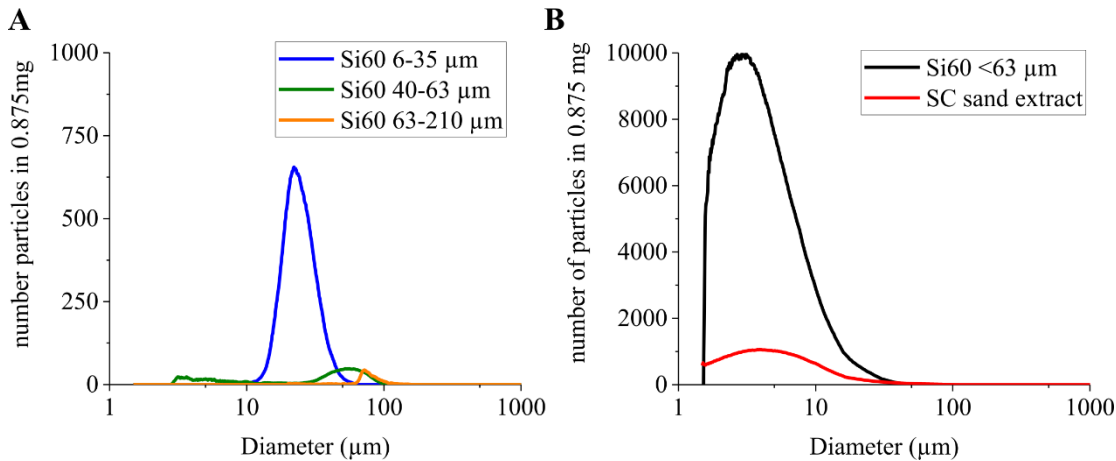 A
number particles in 0.875mg
1000
750
500
250
0
Si60 6-35 µm
Si60 40-63 µm
Si60 63-210 µm
1
10
100
1000
Diameter (µm)
B
number of particles in 0.875 mg
10000
8000
6000
4000
2000
0
Si60 <63 µm
SC sand extract
1
10
100
1000
Diameter (µm)